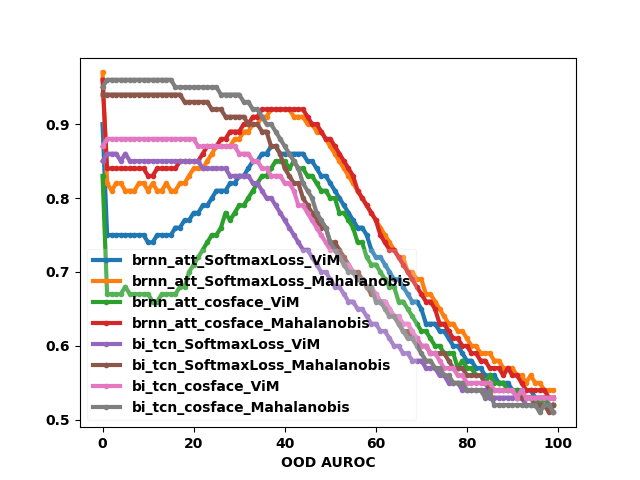 0.9
0.8
0.7
0.6
0.5
brnn_att_SoftmaxLoss_ViM
brnn_att_SoftmaxLoss_Mahalanobis
brnn_att_cosface_ViM
brnn_att_cosface_Mahalanobis
bi_tcn_SoftmaxLoss_ViM
bi_tcn_SoftmaxLoss_Mahalanobis
bi_tcn_cosface_ViM
bi_tcn_cosface_Mahalanobis
0 20 40 60 80 100
OOD AUROC